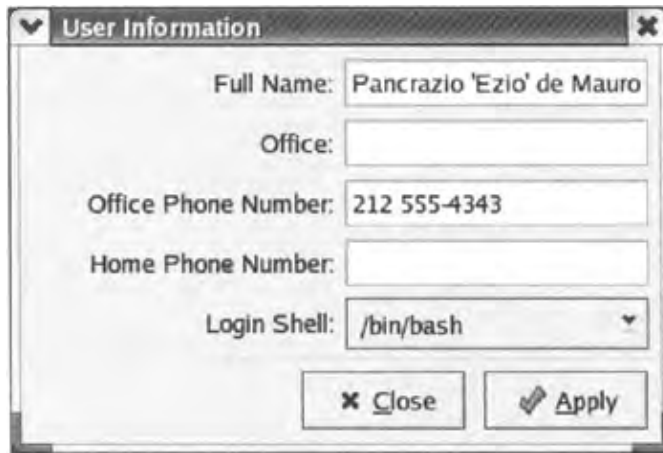 User Information
Full Name: Pancrazio 'Ezio' de Mauro
Office:
Office Phone Number: 212 555-4343
Home Phone Number:
Login Shell: /bin/bash
Close Apply